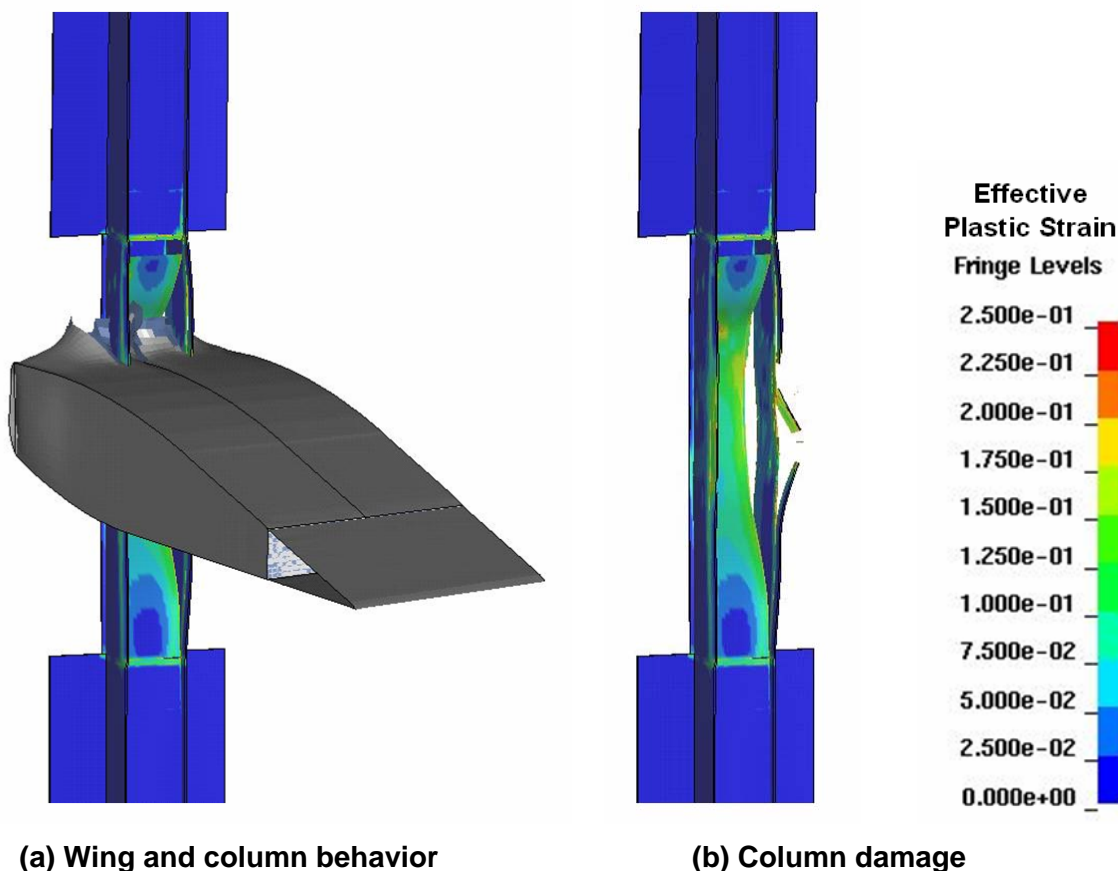 Effective
Plastic Strain
Fringe Levels
2.500e-01
2.250e-01
2.000e-01
1.750e-01
1.500e-01
1.250e-01
1.000e-01
7.500e-02
5.000e-02
2.500e-02
0.000e+00
(a) Wing and column behavior
(b) Column damage